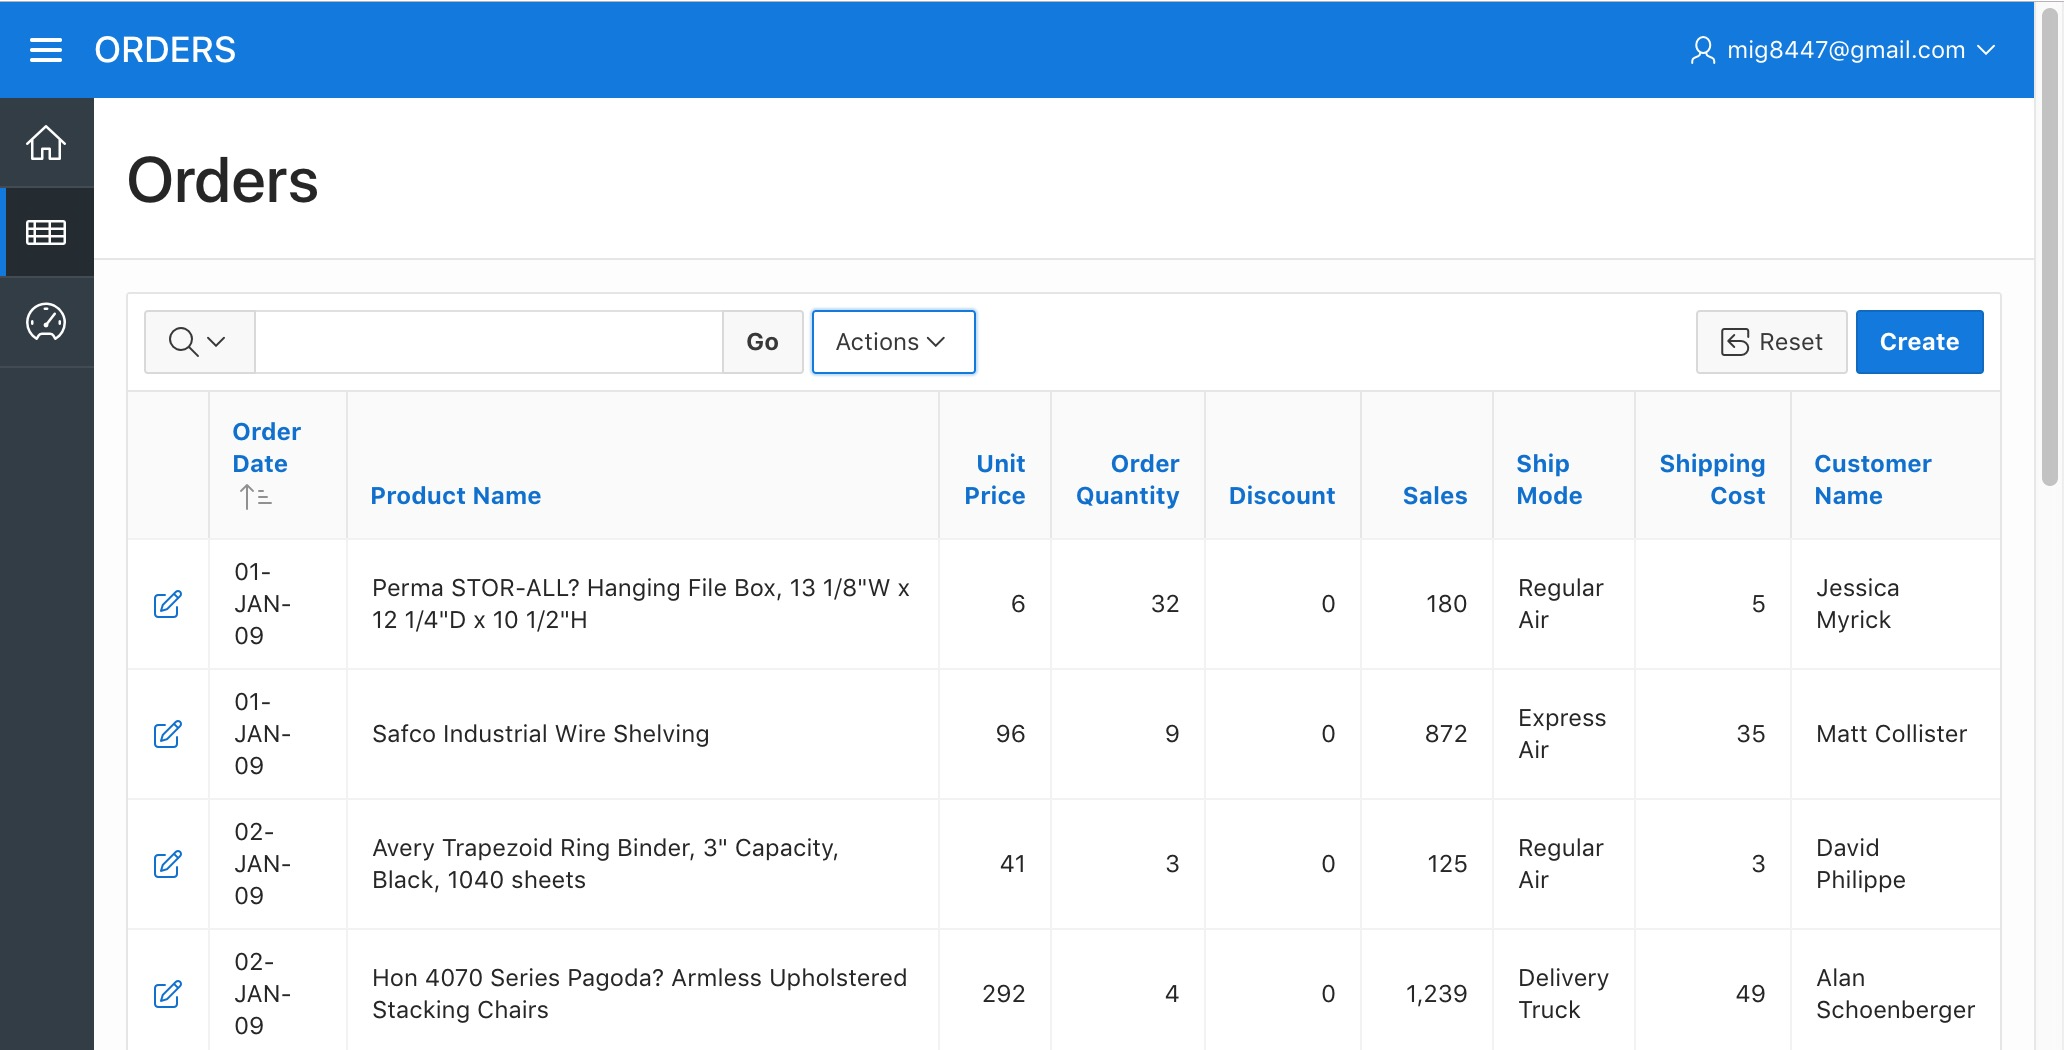 ORDERS
mig8447@gmail.com
Orders
Go Actions Reset Create
Order Date Product Name Unit Price Order Quantity Discount Sales Ship Mode Shipping Cost Customer Name
01-JAN-09 Perma STOR-ALL? Hanging File Box, 13 1/8"W x 12 1/4"D x 10 1/2"H 6 32 0 180 Regular Air 5 Jessica Myrick
01-JAN-09 Safco Industrial Wire Shelving 96 9 0 872 Express Air 35 Matt Collister
02-JAN-09 Avery Trapezoid Ring Binder, 3" Capacity, Black, 1040 sheets 41 3 0 125 Regular Air 3 David Philippe
02-JAN-09 Hon 4070 Series Pagoda? Armless Upholstered Stacking Chairs 292 4 0 1,239 Delivery Truck 49 Alan Schoenberger